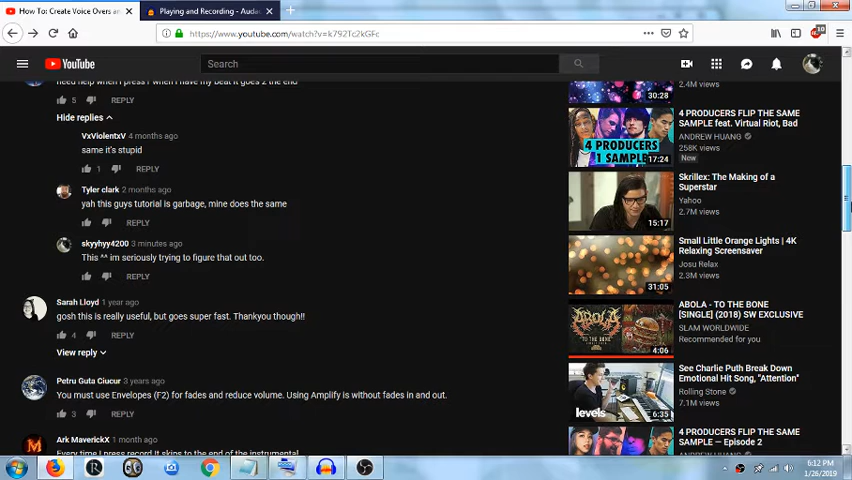 How To: Create Voice Overs an
Playing and Recording - Audac
https://www.youtube.com/watch?v=k792Tc2kGFc
10
YouTube
Search
need help when I press r when i have my beat it goes 2 the end
5 REPLY
Hide replies
VxViolentxV 4 months ago
same it's stupid
1 REPLY
Tyler clark 2 months ago
yah this guys tutorial is garbage, mine does the same
REPLY
skyyhyy4200 3 minutes ago
This ^^ im seriously trying to figure that out too.
REPLY
Sarah Lloyd 1 year ago
gosh this is really useful, but goes super fast. Thankyou though!!
4 REPLY
View reply
Petru Guta Ciucur 3 years ago
You must use Envelopes (F2) for fades and reduce volume. Using Amplify is without fades in and out.
3 REPLY
Ark MaverickX 1 month ago
Every time I press record It skips to the end of the instrumental
30:28
2.4M views
4 PRODUCERS
1 SAMPLE
17:24
4 PRODUCERS FLIP THE SAME
SAMPLE feat. Virtual Riot, Bad
ANDREW HUANG
258K views
New
15:17
Skrillex: The Making of a
Superstar
Yahoo
2.7M views
31:05
Small Little Orange Lights | 4K
Relaxing Screensaver
Josu Relax
2.3M views
ABOLA
4:06
ABOLA - TO THE BONE
[SINGLE] (2018) SW EXCLUSIVE
SLAM WORLDWIDE
Recommended for you
levels
6:35
See Charlie Puth Break Down
Emotional Hit Song, "Attention"
Rolling Stone
7.1M views
4 PRODUCERS FLIP THE SAME
SAMPLE — Episode 2
ANDREW HUANG
6:12 PM
1/26/2019